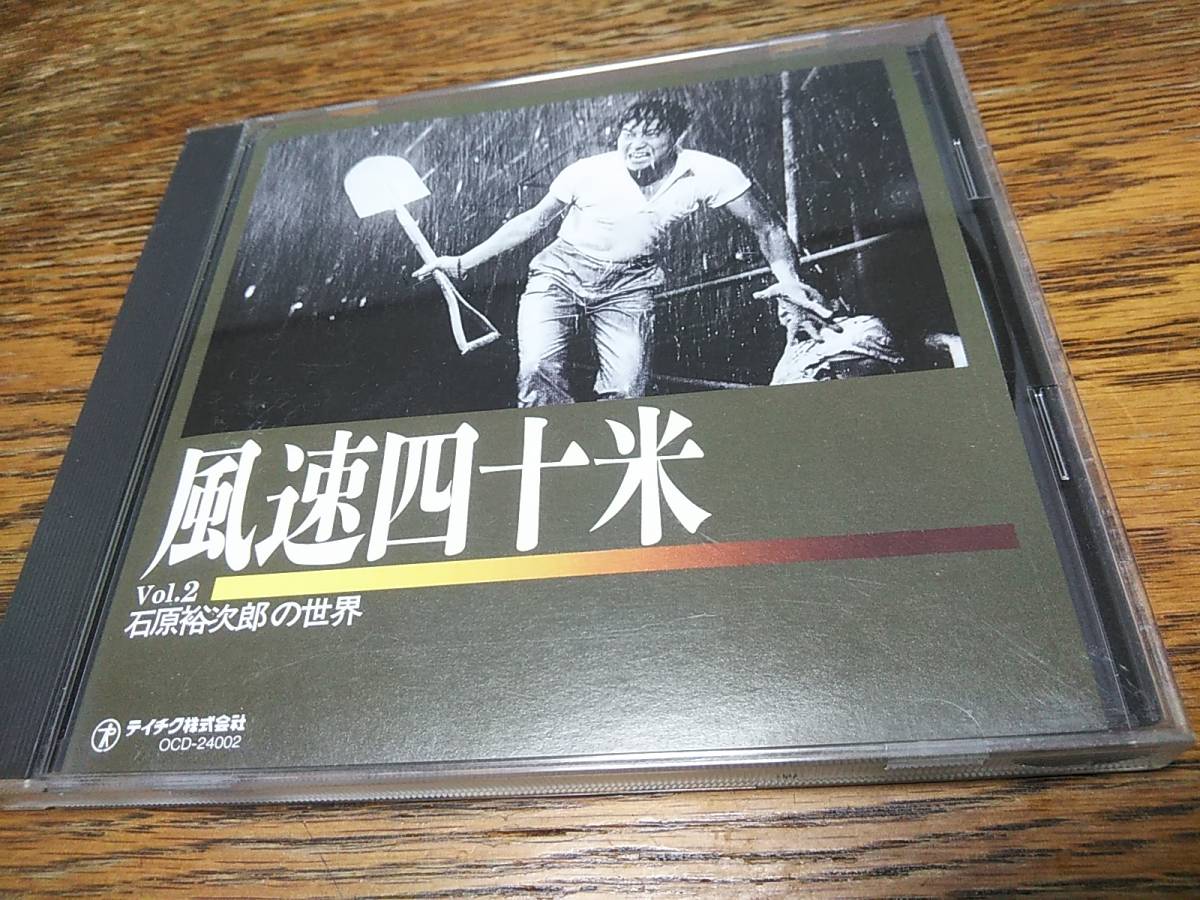 風速四十米
Vol.2
石原裕次郎の世界
テイチク株式会社
OCD-24002